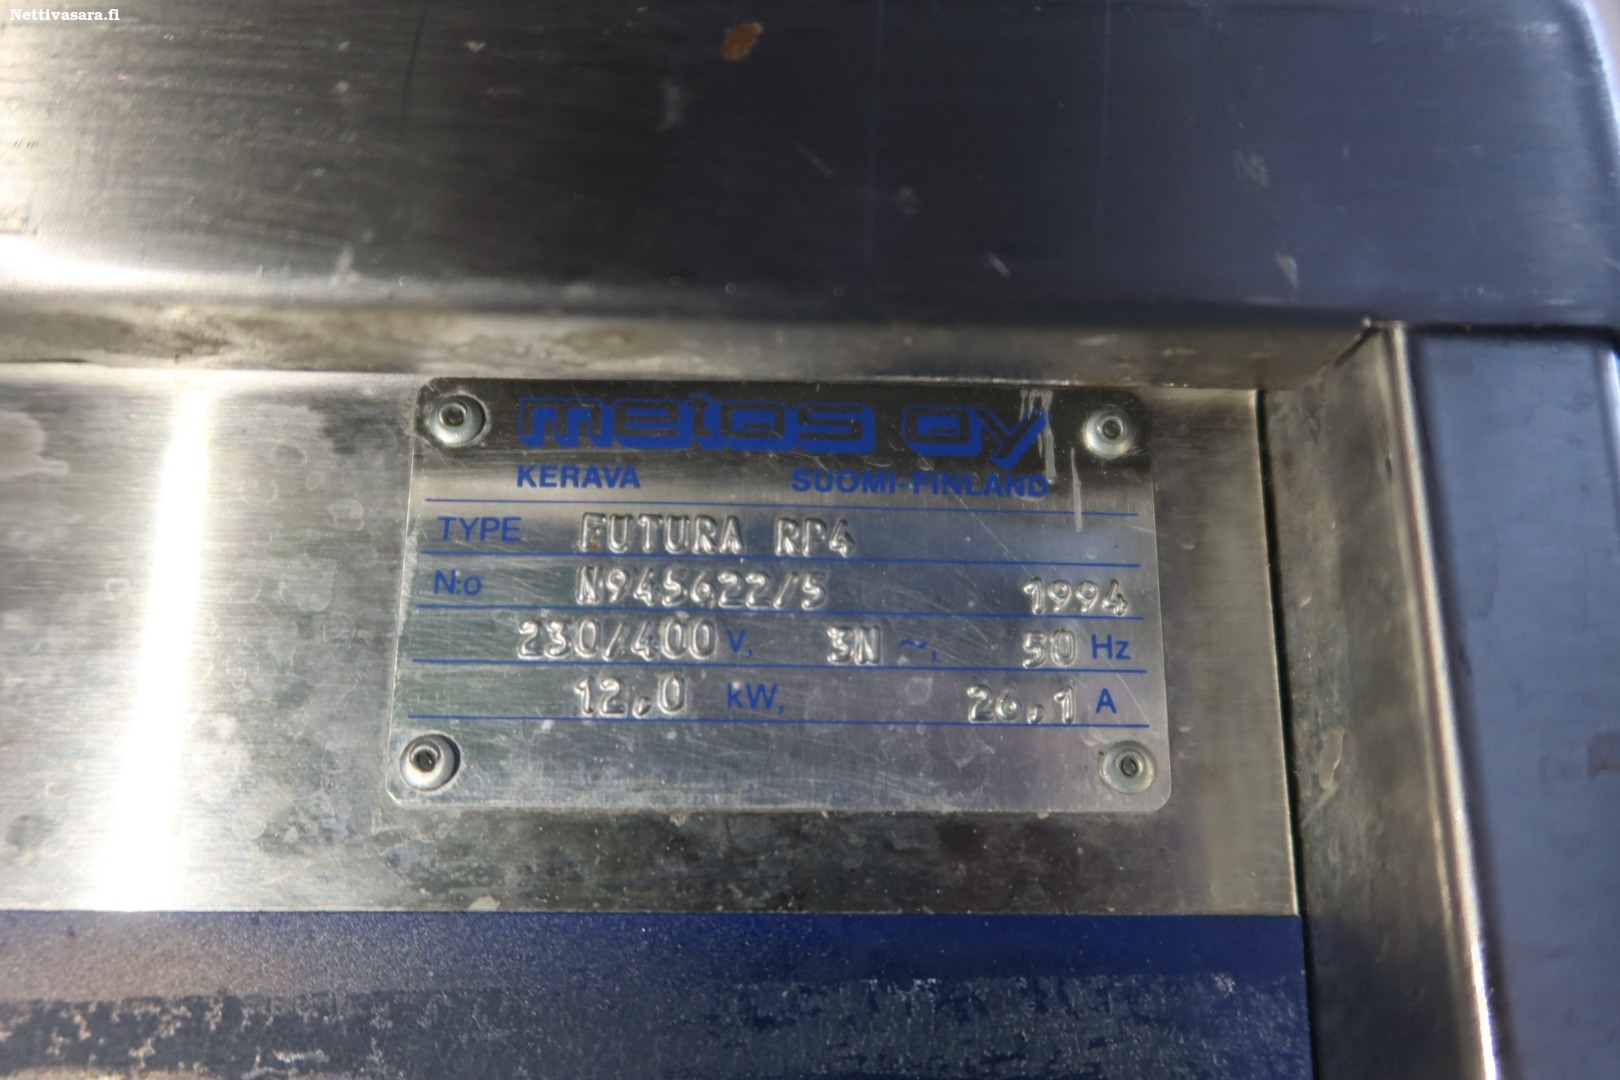 Nettivasara.fi
metos oy
KERAVA SUOMI-FINLAND
TYPE FUTURA RP4
N:o N945622/5 1994
230/400 V, 3N ~, 50 Hz
12,0 kW, 26,1 A